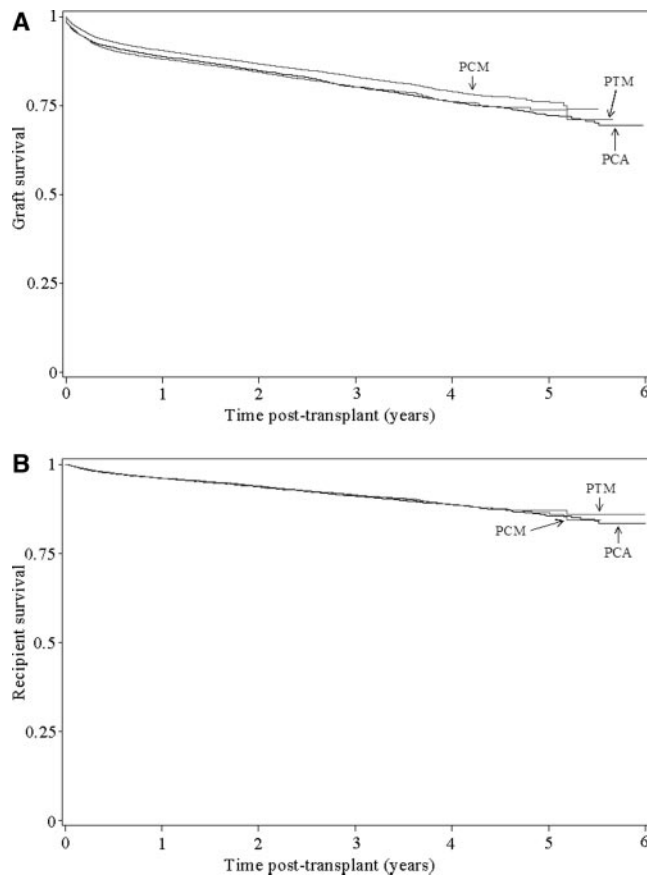 A
1
PCM
PTM
0.75
PCA
Graft survival
0.5
0.25
0
0 1 2 3 4 5 6
Time post-transplant (years)
B
1
PTM
PCM
PCA
0.75
Recipient survival
0.5
0.25
0
0 1 2 3 4 5 6
Time post-transplant (years)